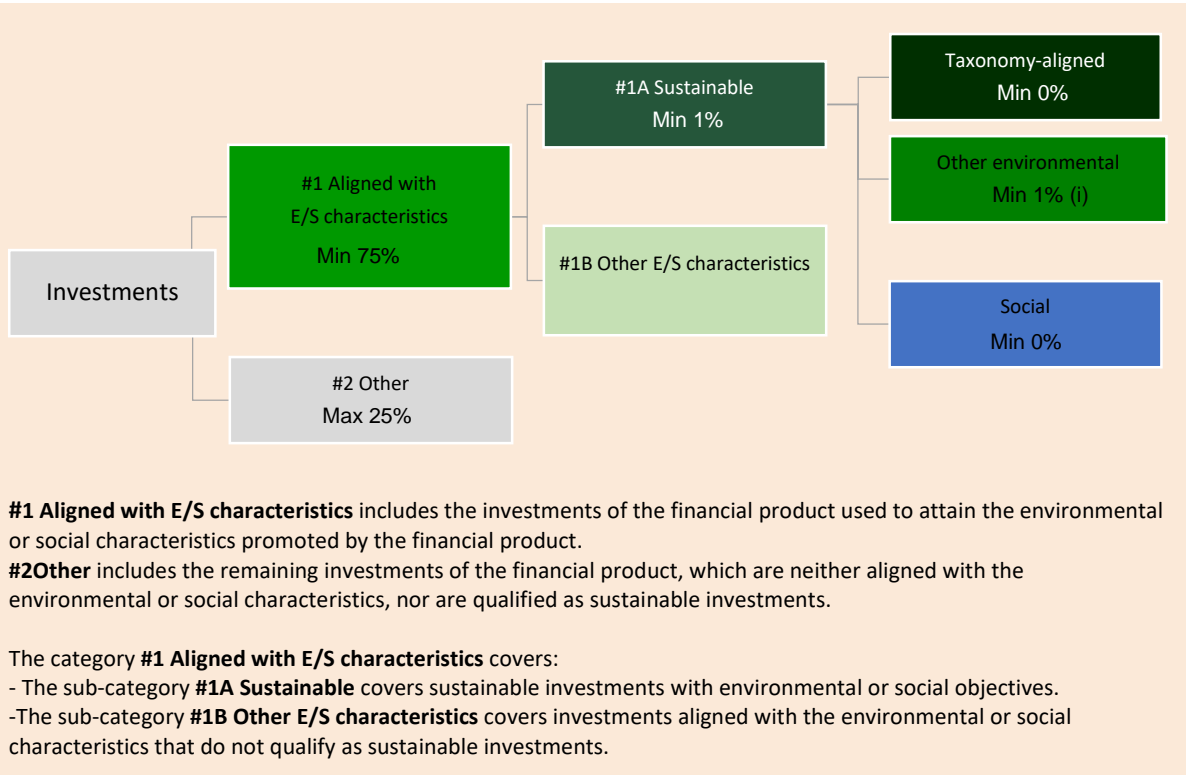 Investments
#1 Aligned with
E/S characteristics
Min 75%
#2 Other
Max 25%
#1A Sustainable
Min 1%
#1B Other E/S characteristics
Taxonomy-aligned
Min 0%
Other environmental
Min 1% (i)
Social
Min 0%
#1 Aligned with E/S characteristics includes the investments of the financial product used to attain the environmental
or social characteristics promoted by the financial product.
#2Other includes the remaining investments of the financial product, which are neither aligned with the
environmental or social characteristics, nor are qualified as sustainable investments.
The category #1 Aligned with E/S characteristics covers:
- The sub-category #1A Sustainable covers sustainable investments with environmental or social objectives.
-The sub-category #1B Other E/S characteristics covers investments aligned with the environmental or social
characteristics that do not qualify as sustainable investments.